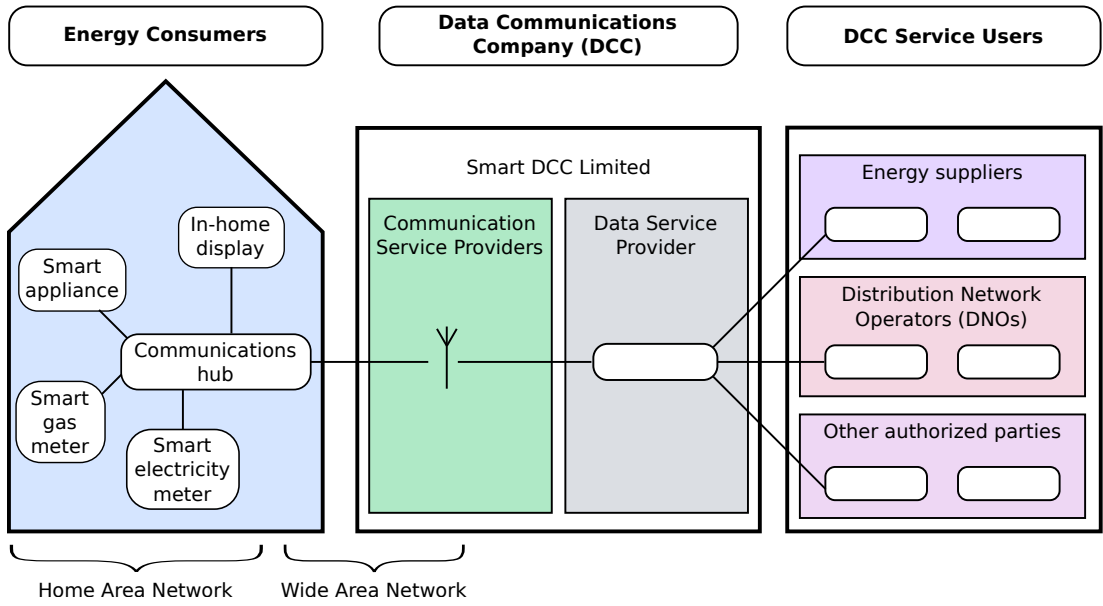 Energy Consumers
Data Communications
Company (DCC)
DCC Service Users
Smart DCC Limited
Communication
Service Providers
Data Service
Provider
In-home
display
Smart
appliance
Communications
hub
Smart
gas
meter
Smart
electricity
meter
Energy suppliers
Distribution Network
Operators (DNOs)
Other authorized parties
Home Area Network
Wide Area Network